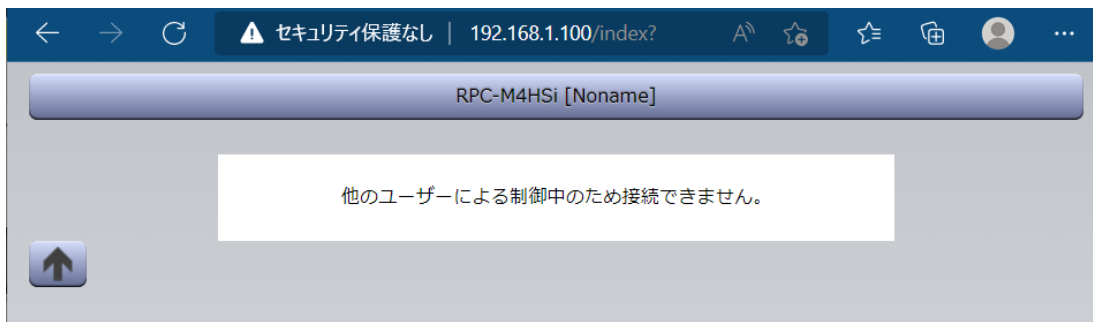 セキュリティ保護なし | 192.168.1.100/index?
RPC-M4HSi [Noname]
他のユーザーによる制御中のため接続できません。